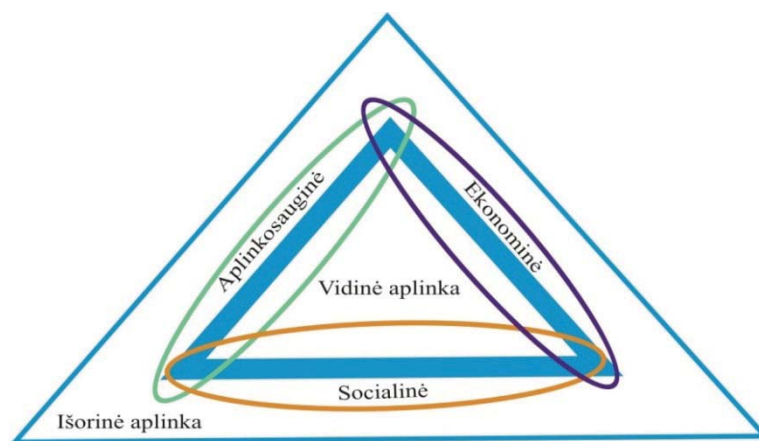 Aplinkosauginė
Ekonominė
Vidinė aplinka
Socialinė
Išorinė aplinka